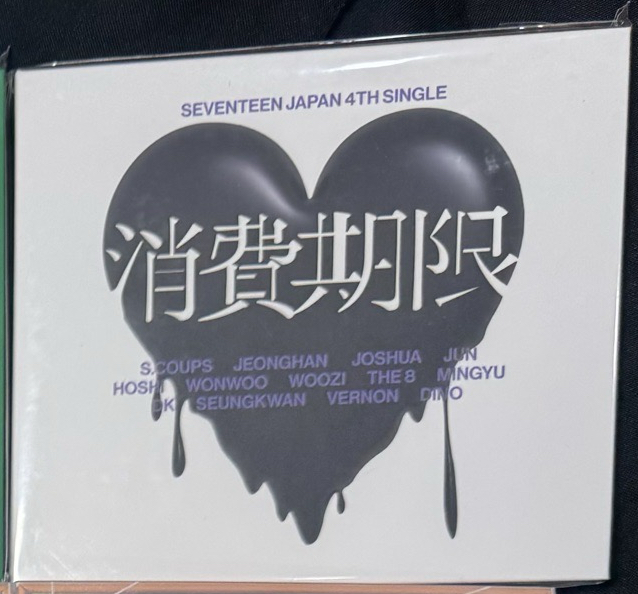 SEVENTEEN JAPAN 4TH SINGLE
消費期限
S.COUPS JEONGHAN JOSHUA JUN
HOSHI WONWOO WOOZI THE 8 MINGYU
DK SEUNGKWAN VERNON DINO